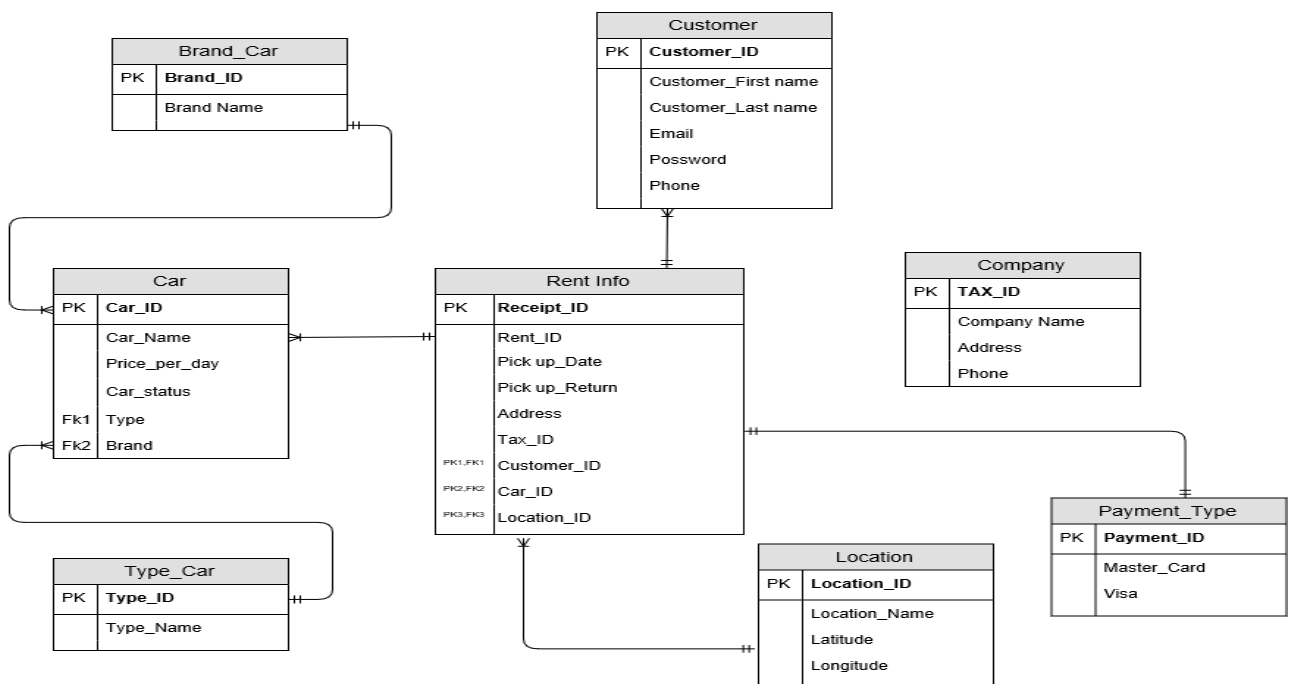 Brand_Car
PK Brand_ID
Brand Name
Customer
PK Customer_ID
Customer_First name
Customer_Last name
Email
Possword
Phone
Car
PK Car_ID
Car_Name
Price_per_day
Car_status
Fk1 Type
Fk2 Brand
Rent Info
PK Receipt_ID
Rent_ID
Pick up_Date
Pick up_Return
Address
Tax_ID
PK1,FK1 Customer_ID
PK2,FK2 Car_ID
PK3,FK3 Location_ID
Company
PK TAX_ID
Company Name
Address
Phone
Type_Car
PK Type_ID
Type_Name
Location
PK Location_ID
Location_Name
Latitude
Longitude
Payment_Type
PK Payment_ID
Master_Card
Visa